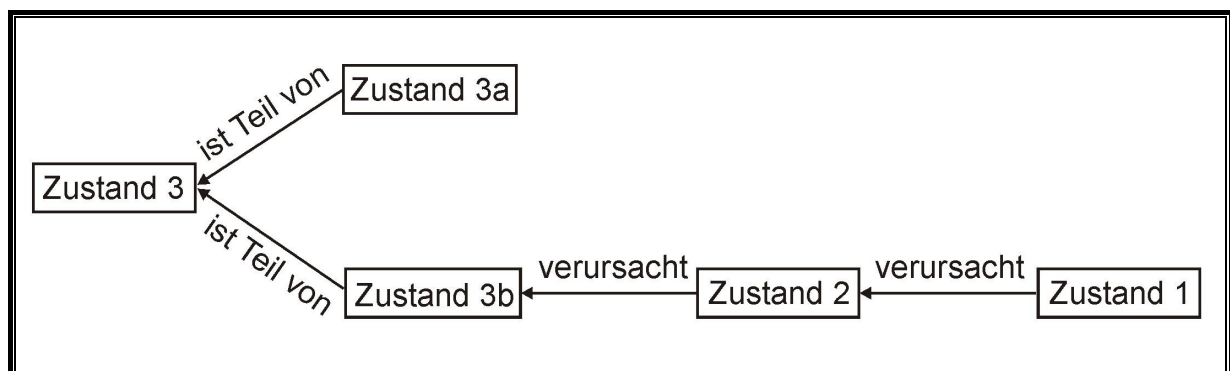 ist Teil von
Zustand 3a
Zustand 3
ist Teil von
Zustand 3b
verursacht
Zustand 2
verursacht
Zustand 1